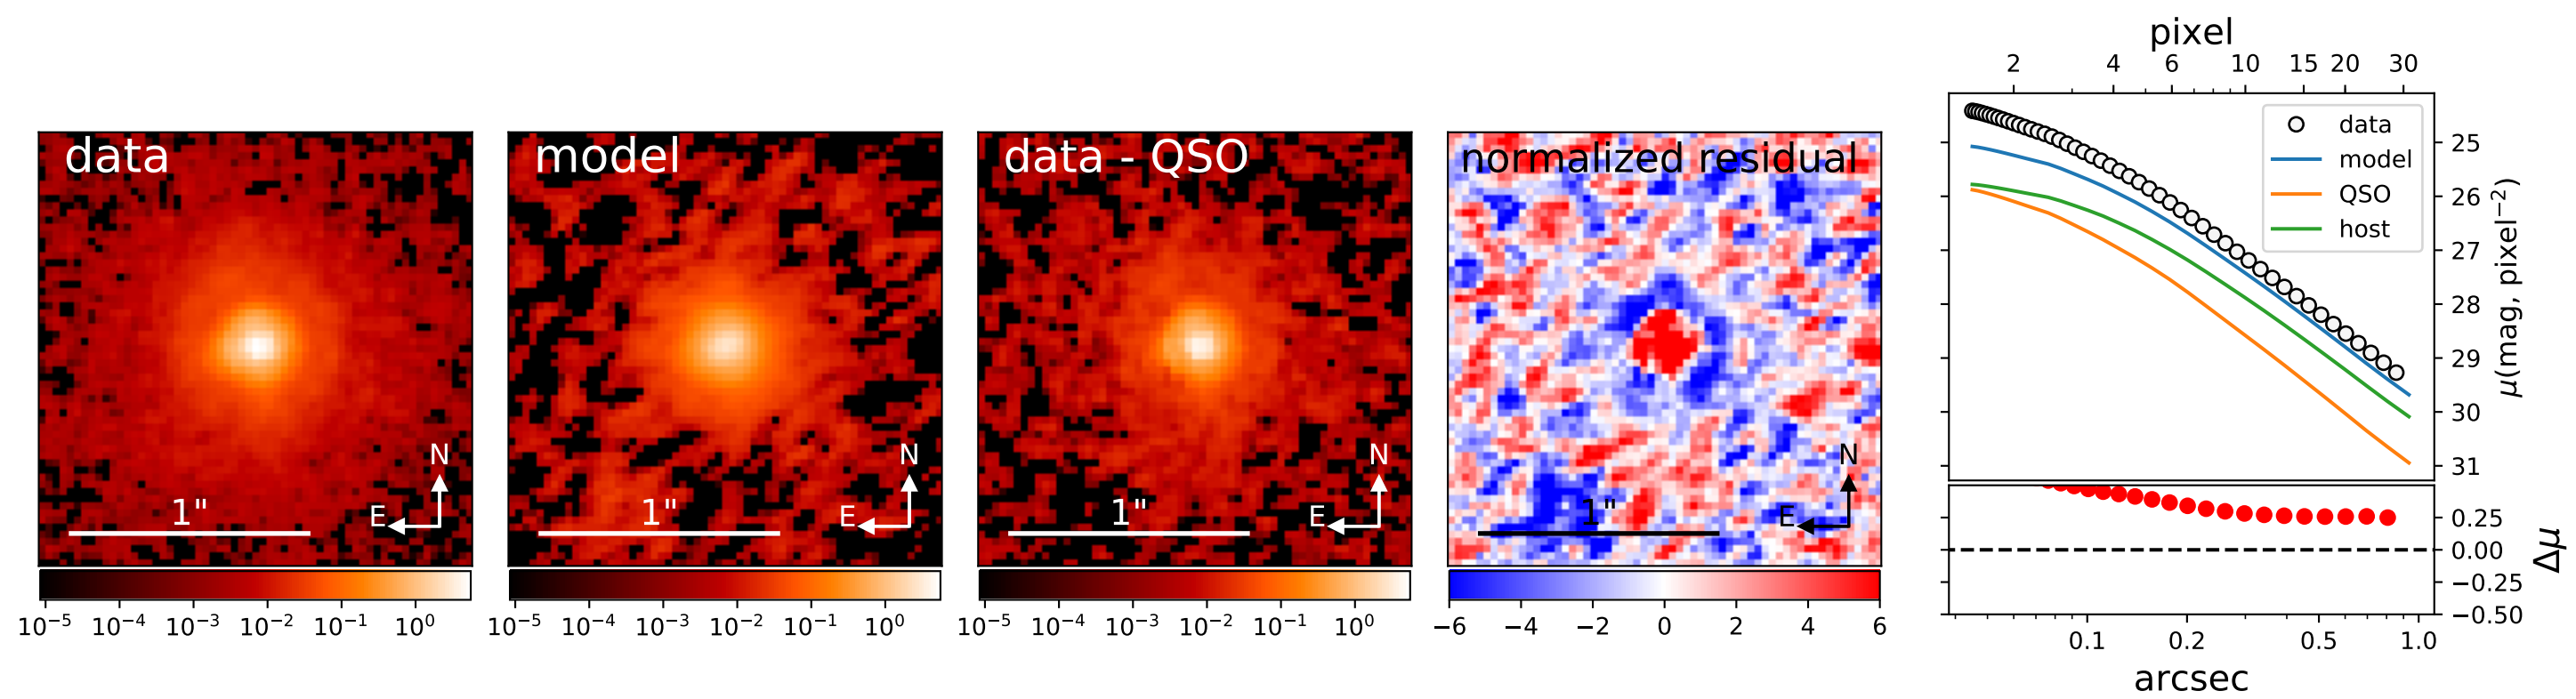 data
N
E
1"
10⁻⁵ 10⁻⁴ 10⁻³ 10⁻² 10⁻¹ 10⁰
model
N
E
1"
10⁻⁵ 10⁻⁴ 10⁻³ 10⁻² 10⁻¹ 10⁰
data - QSO
N
E
1"
10⁻⁵ 10⁻⁴ 10⁻³ 10⁻² 10⁻¹ 10⁰
normalized residual
N
E
1"
−6 −4 −2 0 2 4 6
pixel
2 4 6 10 15 20 30
data
model
QSO
host
25
26
27
28
29
30
31
μ(mag, pixel⁻²)
0.25
0.00
−0.25
−0.50
Δμ
0.1 0.2 0.5 1.0
arcsec